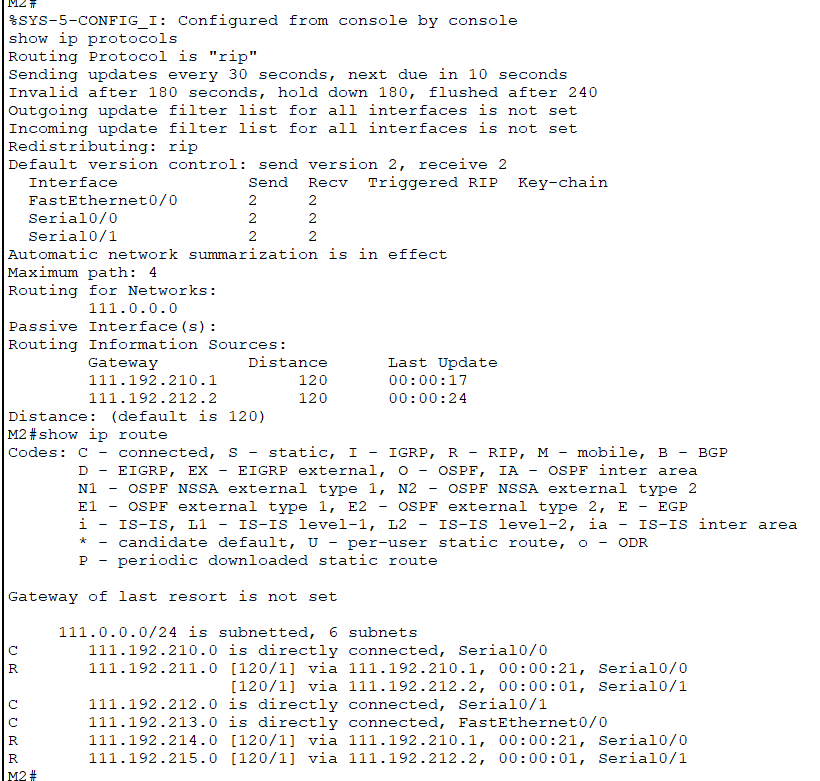 M2#
%SYS-5-CONFIG_I: Configured from console by console
show ip protocols
Routing Protocol is "rip"
Sending updates every 30 seconds, next due in 10 seconds
Invalid after 180 seconds, hold down 180, flushed after 240
Outgoing update filter list for all interfaces is not set
Incoming update filter list for all interfaces is not set
Redistributing: rip
Default version control: send version 2, receive 2
  Interface             Send  Recv  Triggered RIP  Key-chain
  FastEthernet0/0       2     2
  Serial0/0             2     2
  Serial0/1             2     2
Automatic network summarization is in effect
Maximum path: 4
Routing for Networks:
        111.0.0.0
Passive Interface(s):
Routing Information Sources:
        Gateway         Distance      Last Update
        111.192.210.1        120      00:00:17
        111.192.212.2        120      00:00:24
Distance: (default is 120)
M2#show ip route
Codes: C - connected, S - static, I - IGRP, R - RIP, M - mobile, B - BGP
       D - EIGRP, EX - EIGRP external, O - OSPF, IA - OSPF inter area
       N1 - OSPF NSSA external type 1, N2 - OSPF NSSA external type 2
       E1 - OSPF external type 1, E2 - OSPF external type 2, E - EGP
       i - IS-IS, L1 - IS-IS level-1, L2 - IS-IS level-2, ia - IS-IS inter area
       * - candidate default, U - per-user static route, o - ODR
       P - periodic downloaded static route
Gateway of last resort is not set
     111.0.0.0/24 is subnetted, 6 subnets
C       111.192.210.0 is directly connected, Serial0/0
R       111.192.211.0 [120/1] via 111.192.210.1, 00:00:21, Serial0/0
                      [120/1] via 111.192.212.2, 00:00:01, Serial0/1
C       111.192.212.0 is directly connected, Serial0/1
C       111.192.213.0 is directly connected, FastEthernet0/0
R       111.192.214.0 [120/1] via 111.192.210.1, 00:00:21, Serial0/0
R       111.192.215.0 [120/1] via 111.192.212.2, 00:00:01, Serial0/1
M2#